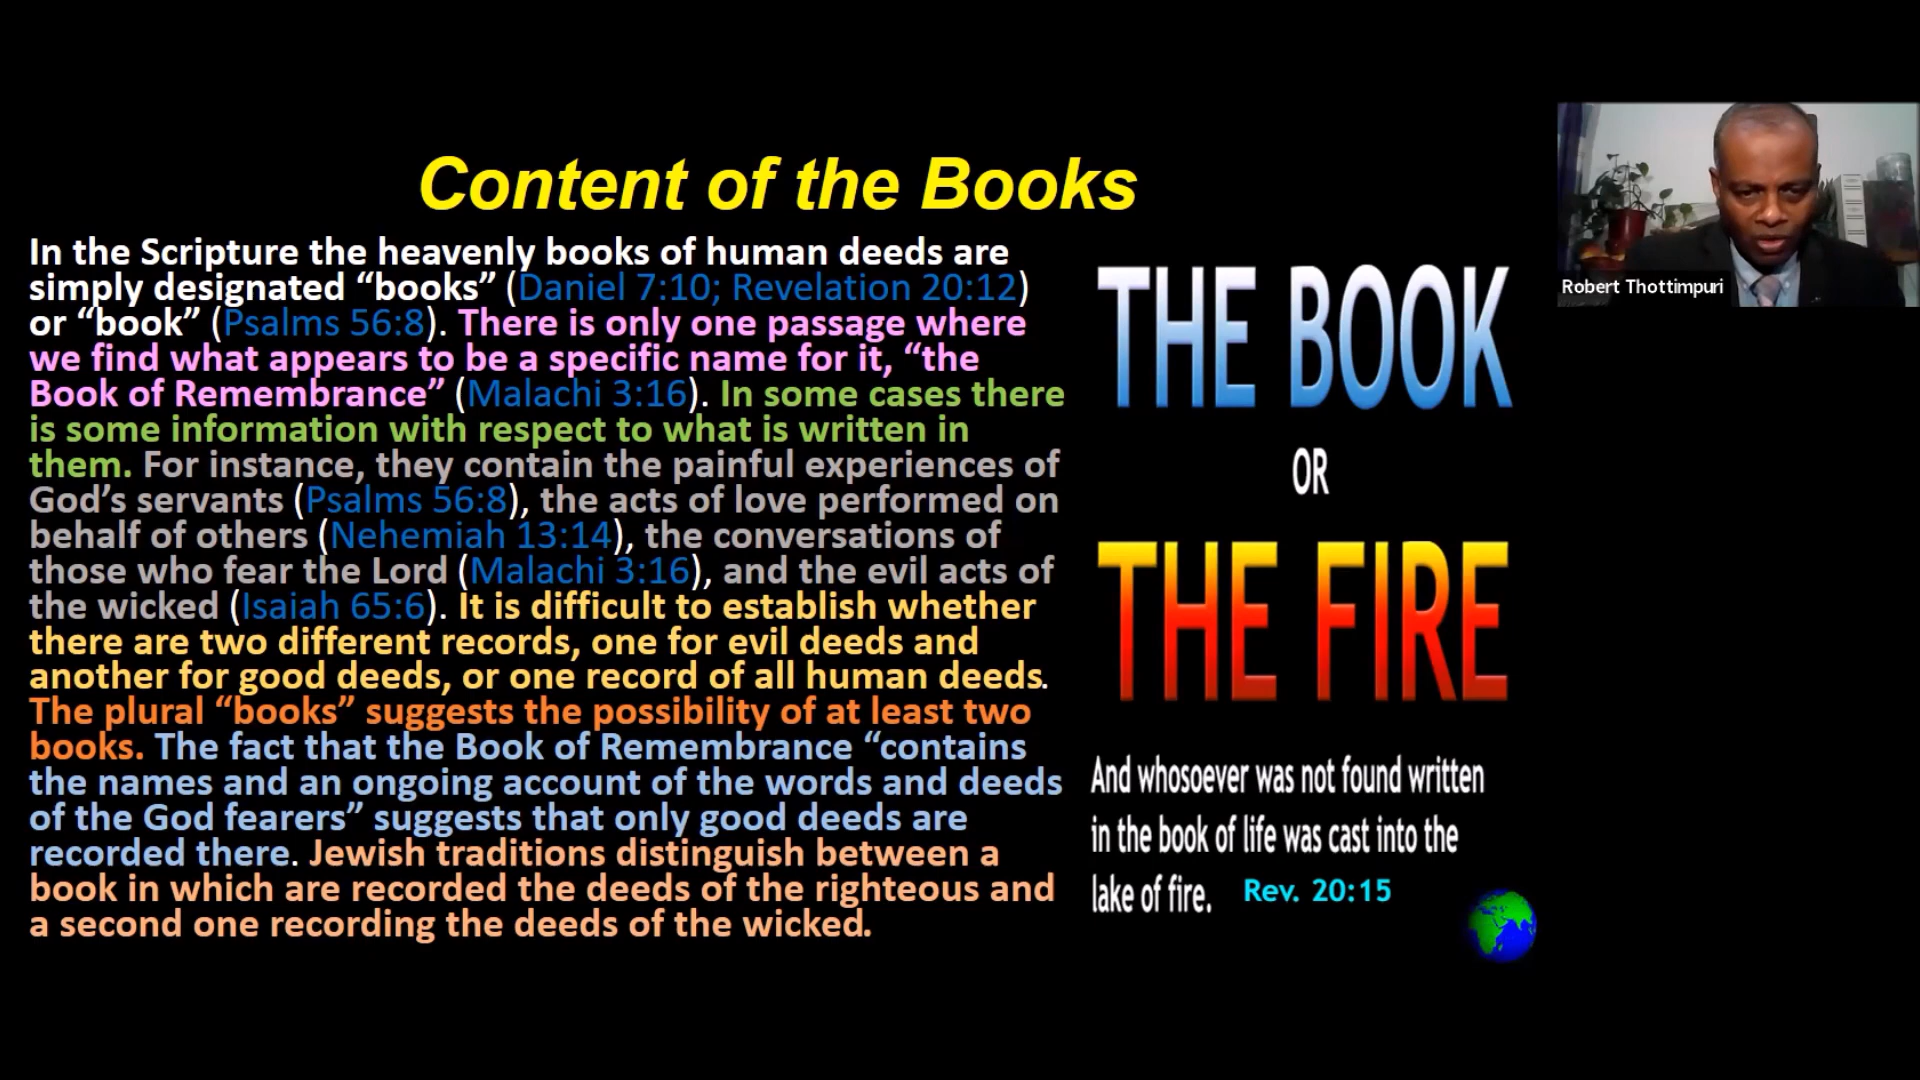 Content of the Books
In the Scripture the heavenly books of human deeds are
simply designated “books” (Daniel 7:10; Revelation 20:12)
or “book” (Psalms 56:8). There is only one passage where
we find what appears to be a specific name for it, “the
Book of Remembrance” (Malachi 3:16). In some cases there
is some information with respect to what is written in
them. For instance, they contain the painful experiences of
God’s servants (Psalms 56:8), the acts of love performed on
behalf of others (Nehemiah 13:14), the conversations of
those who fear the Lord (Malachi 3:16), and the evil acts of
the wicked (Isaiah 65:6). It is difficult to establish whether
there are two different records, one for evil deeds and
another for good deeds, or one record of all human deeds.
The plural “books” suggests the possibility of at least two
books. The fact that the Book of Remembrance “contains
the names and an ongoing account of the words and deeds
of the God fearers” suggests that only good deeds are
recorded there. Jewish traditions distinguish between a
book in which are recorded the deeds of the righteous and
a second one recording the deeds of the wicked.
THE BOOK
OR
THE FIRE
And whosoever was not found written
in the book of life was cast into the
lake of fire. Rev. 20:15
Robert Thottimpuri